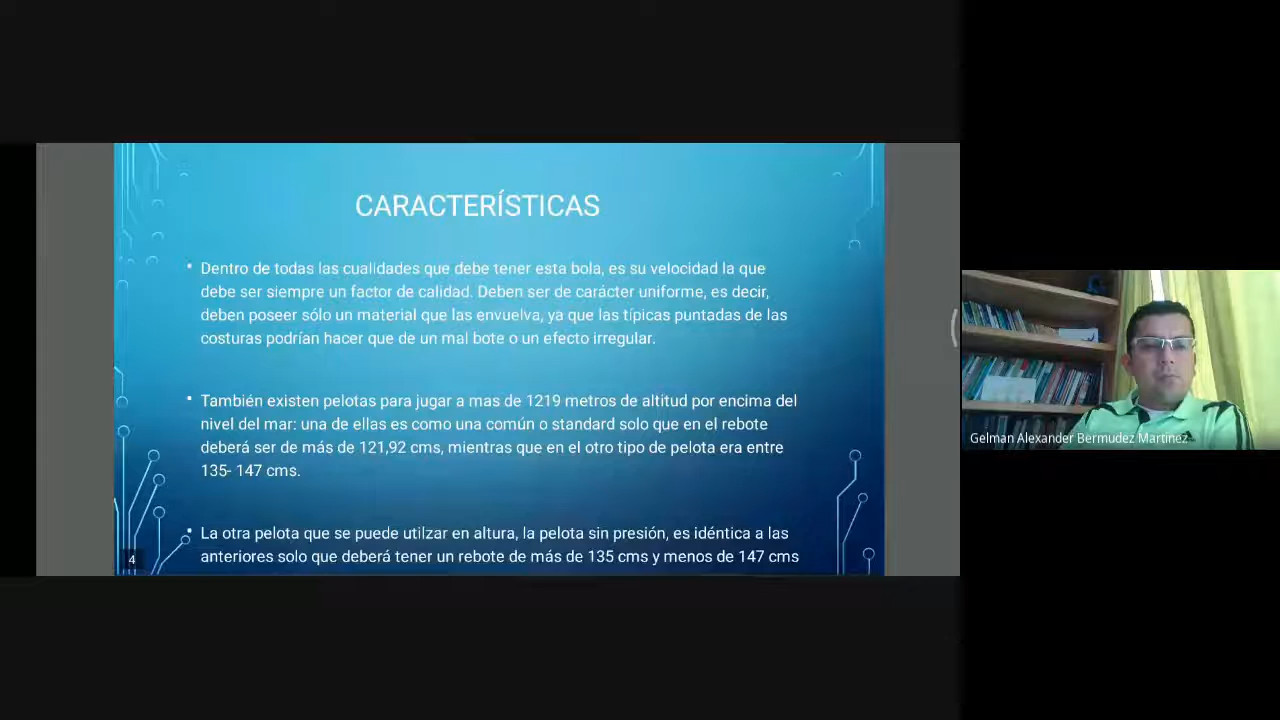 CARACTERÍSTICAS
• Dentro de todas las cualidades que debe tener esta bola, es su velocidad la que
debe ser siempre un factor de calidad. Deben ser de carácter uniforme, es decir,
deben poseer sólo un material que las envuelva, ya que las típicas puntadas de las
costuras podrían hacer que de un mal bote o un efecto irregular.
• También existen pelotas para jugar a mas de 1219 metros de altitud por encima del
nivel del mar: una de ellas es como una común o standard solo que en el rebote
deberá ser de más de 121,92 cms, mientras que en el otro tipo de pelota era entre
135- 147 cms.
• La otra pelota que se puede utilzar en altura, la pelota sin presión, es idéntica a las
anteriores solo que deberá tener un rebote de más de 135 cms y menos de 147 cms
4
Gelman Alexander Bermudez Martinez